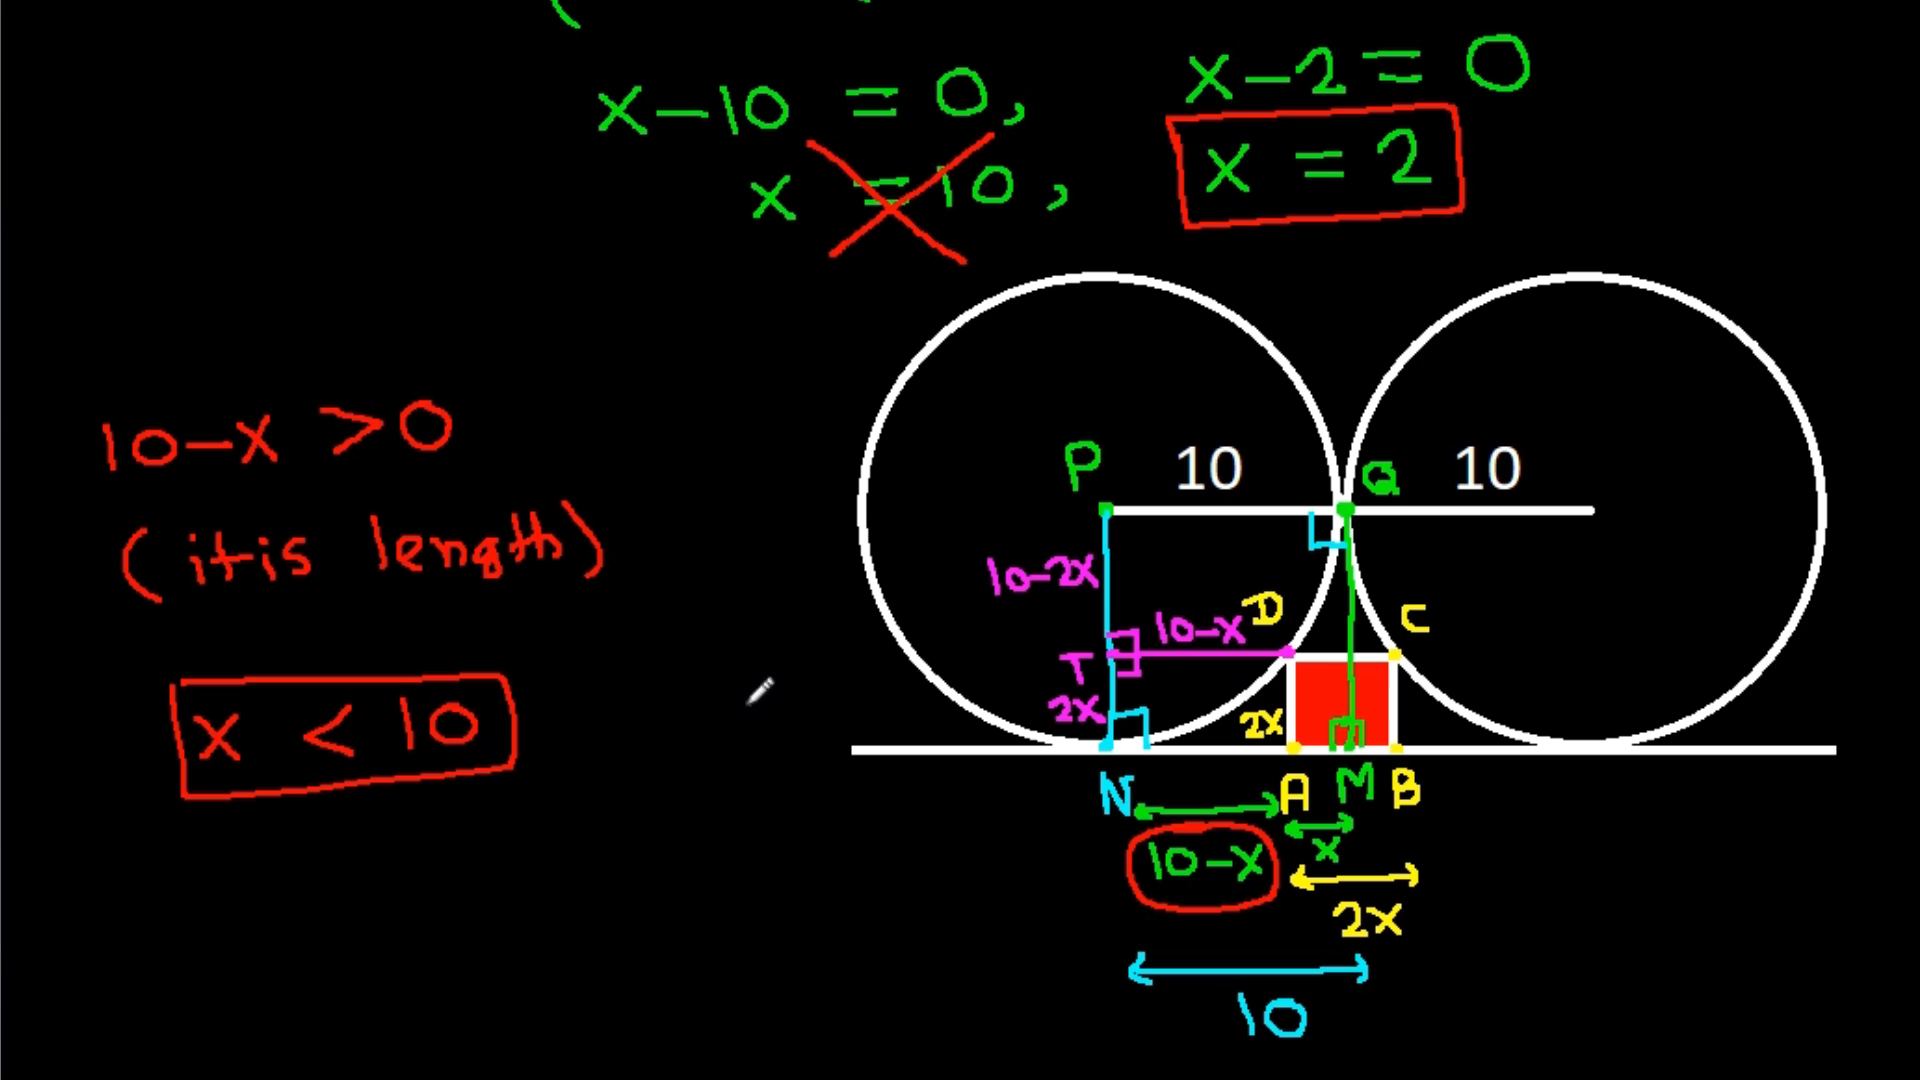 x-10 = 0,
x-2 = 0
x = 10,
x = 2
10-x > 0
(it is length)
x < 10
P
10
Q
10
10-2x
10-x
D
C
T
2x
2x
N
A
M
B
10-x
x
2x
10